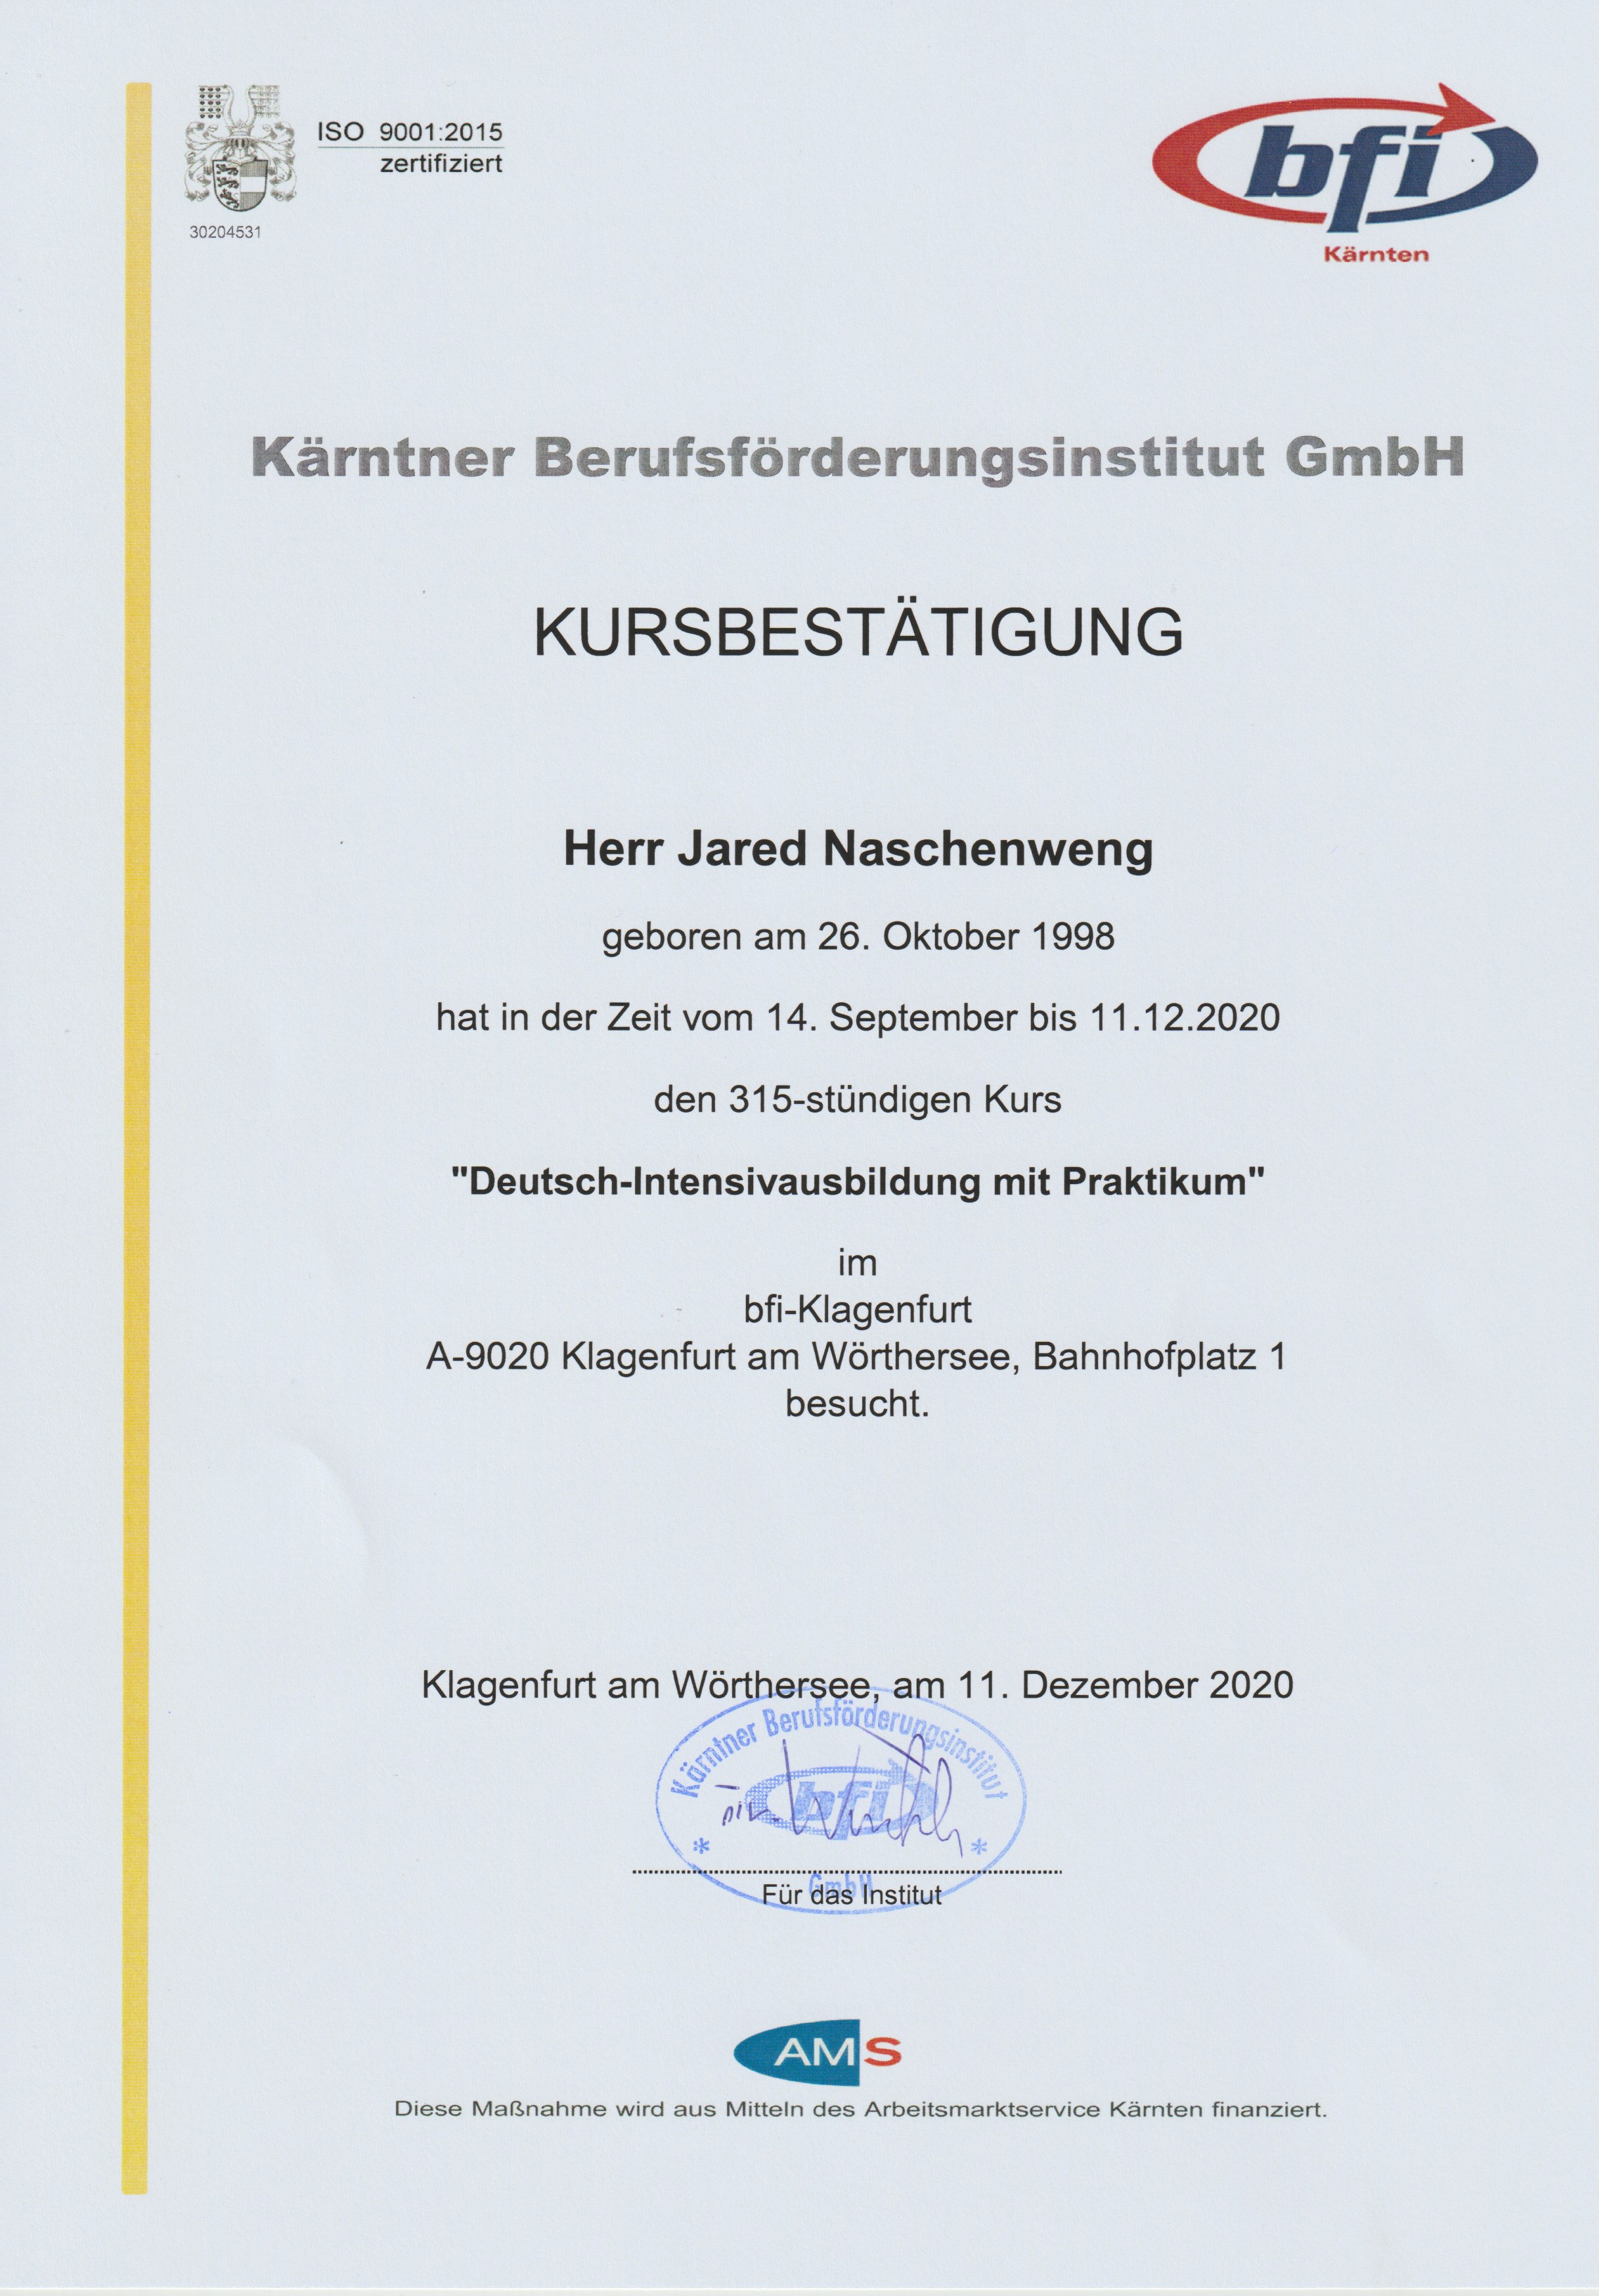 ISO 9001:2015
zertifiziert
30204531
bfi
Kärnten
Kärntner Berufsförderungsinstitut GmbH
KURSBESTÄTIGUNG
Herr Jared Naschenweng
geboren am 26. Oktober 1998
hat in der Zeit vom 14. September bis 11.12.2020
den 315-stündigen Kurs
"Deutsch-Intensivausbildung mit Praktikum"
im
bfi-Klagenfurt
A-9020 Klagenfurt am Wörthersee, Bahnhofplatz 1
besucht.
Klagenfurt am Wörthersee, am 11. Dezember 2020
Kärntner Berufsförderungsinstitut
bfi
* *
GmbH
Für das Institut
AMS
Diese Maßnahme wird aus Mitteln des Arbeitsmarktservice Kärnten finanziert.